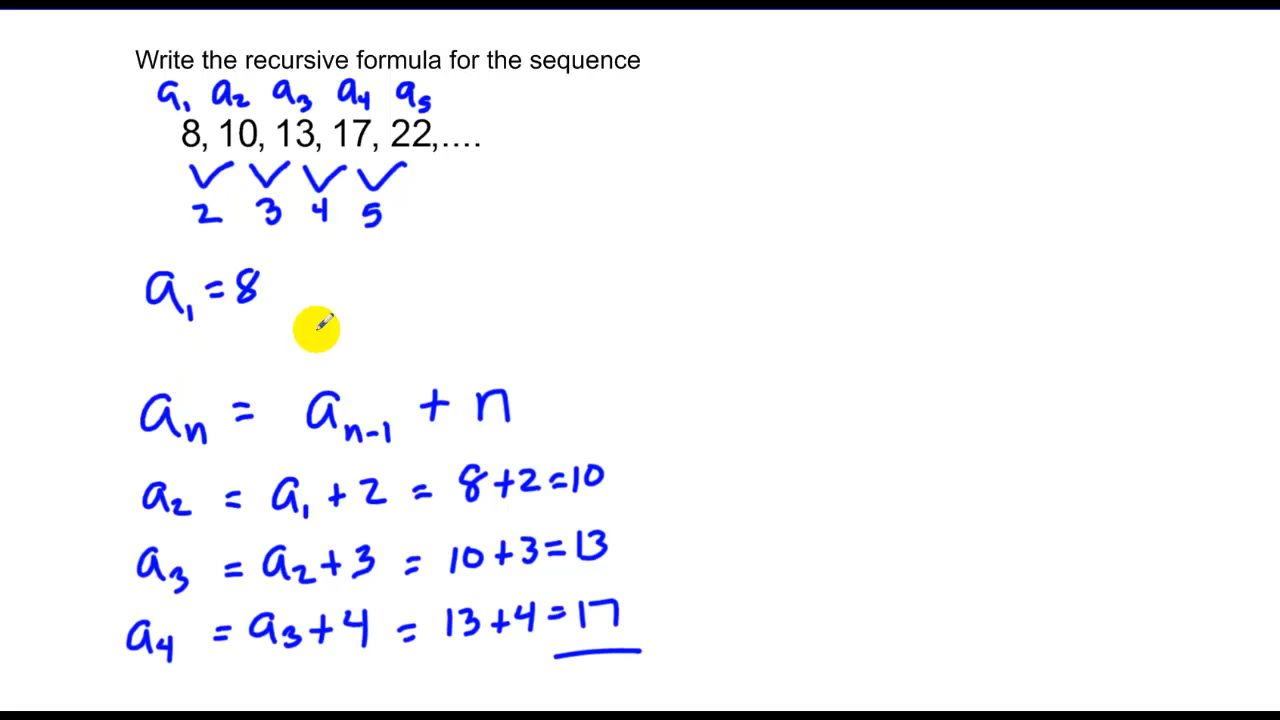 Write the recursive formula for the sequence
a₁ a₂ a₃ a₄ a₅
8, 10, 13, 17, 22,....
2 3 4 5
a₁ = 8
aₙ = aₙ₋₁ + n
a₂ = a₁ + 2 = 8 + 2 = 10
a₃ = a₂ + 3 = 10 + 3 = 13
a₄ = a₃ + 4 = 13 + 4 = 17